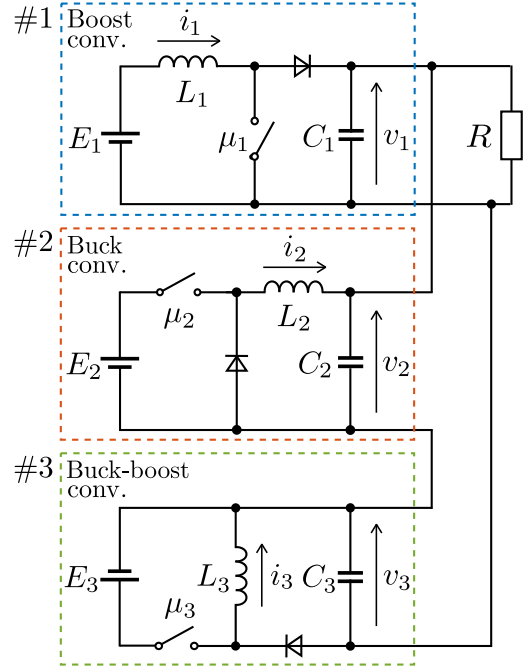 #1 Boost
conv.
i₁
L₁
E₁ μ₁ C₁ v₁ R
#2 Buck
conv.
i₂
μ₂ L₂
E₂ C₂ v₂
#3 Buck-boost
conv.
E₃ L₃ i₃ C₃ v₃
μ₃